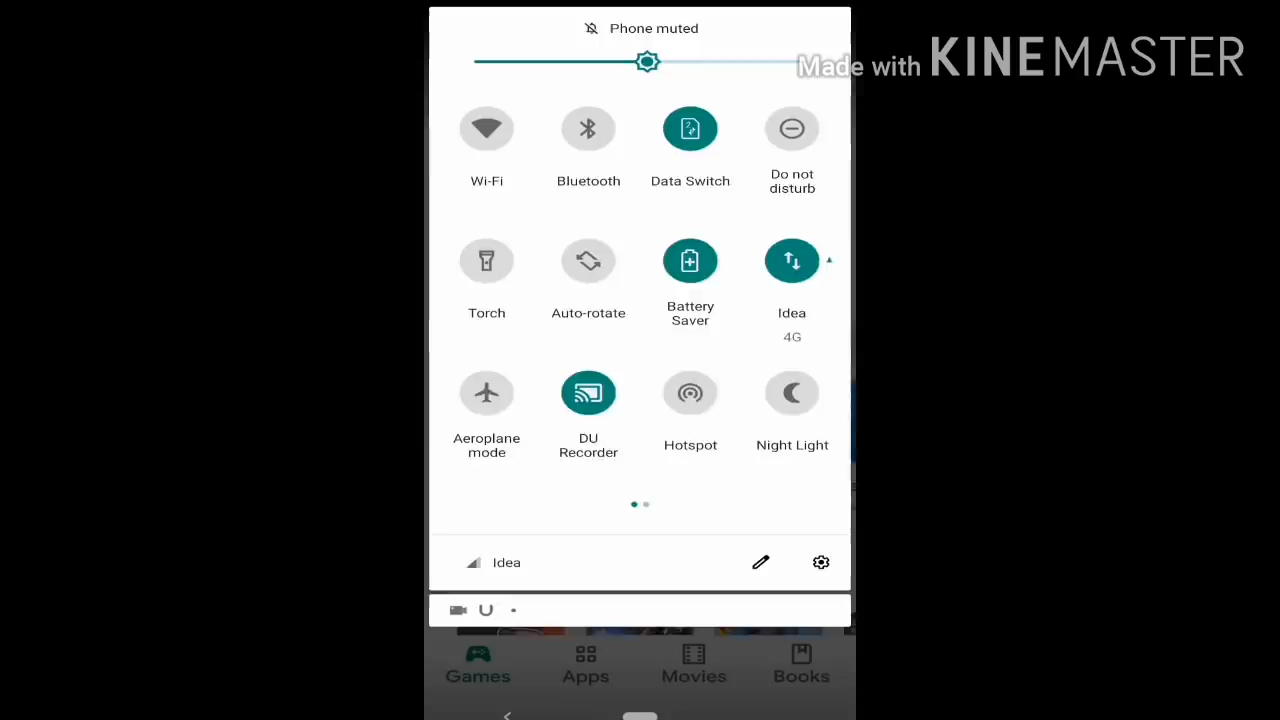 Phone muted
Made with KINEMASTER
Wi-Fi
Bluetooth
Data Switch
Do not
disturb
Torch
Auto-rotate
Battery
Saver
Idea
4G
Aeroplane
mode
DU
Recorder
Hotspot
Night Light
Idea
Games
Apps
Movies
Books